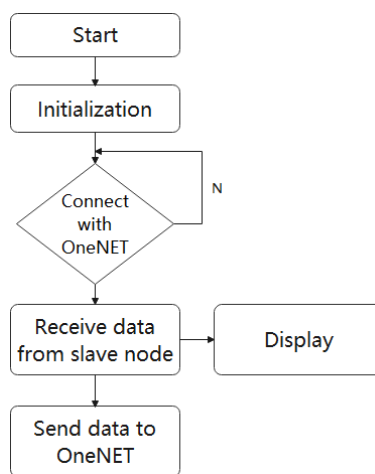 Start
Initialization
Connect
with
OneNET
N
Receive data
from slave node
Display
Send data to
OneNET